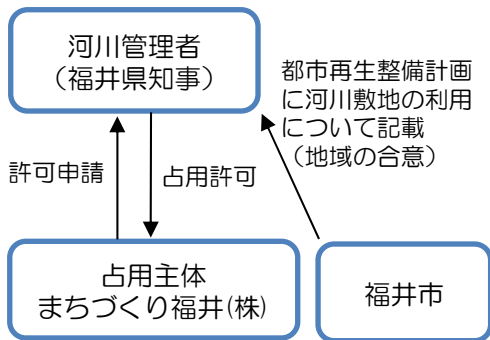 河川管理者
（福井県知事）
都市再生整備計画
に河川敷地の利用
について記載
（地域の合意）
許可申請
占用許可
占用主体
まちづくり福井(株)
福井市